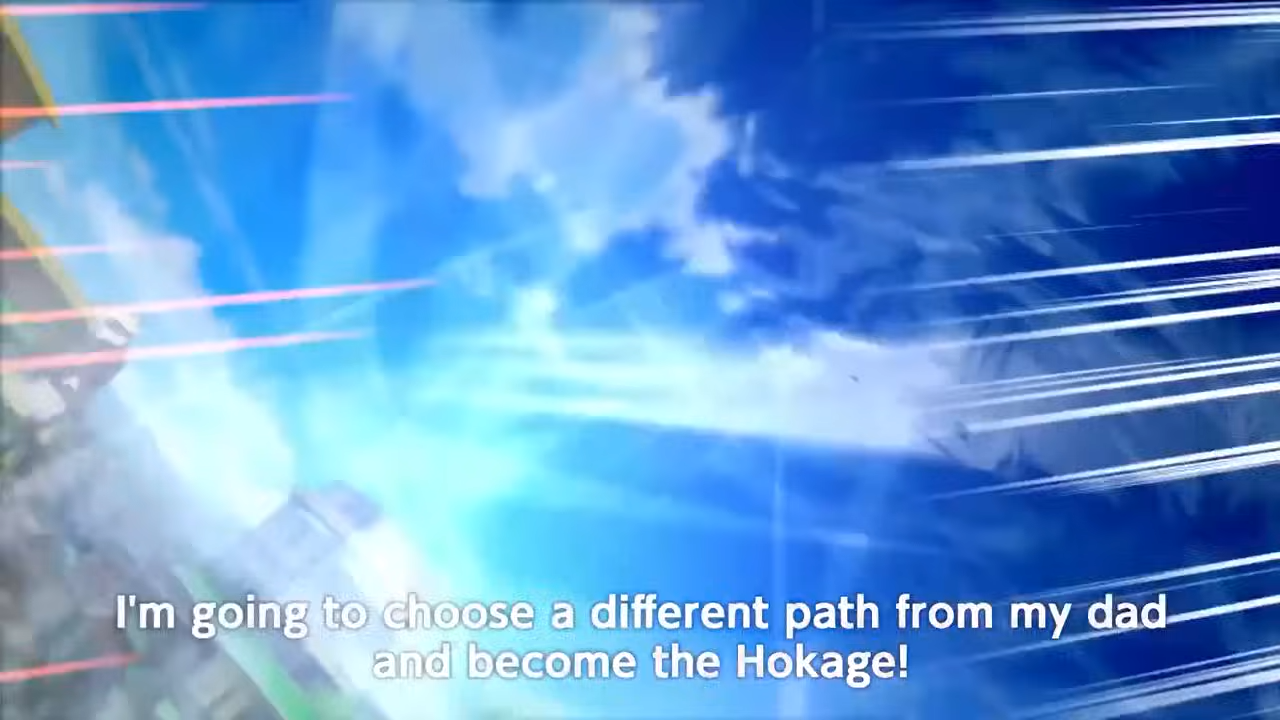 I'm going to choose a different path from my dad
and become the Hokage!